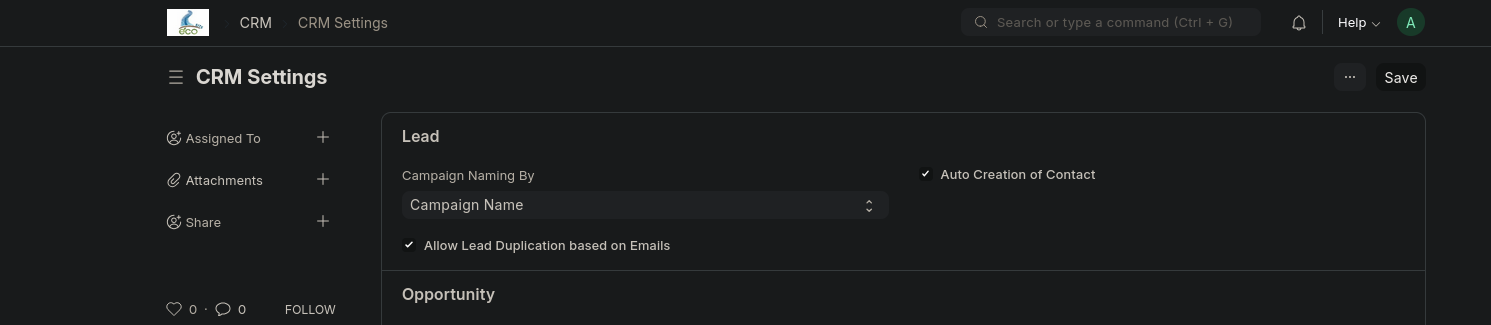 eco
CRM
CRM Settings
Search or type a command (Ctrl + G)
Help
A
CRM Settings
...
Save
Assigned To
Attachments
Share
0 · 0
FOLLOW
Lead
Campaign Naming By
Campaign Name
Allow Lead Duplication based on Emails
Auto Creation of Contact
Opportunity